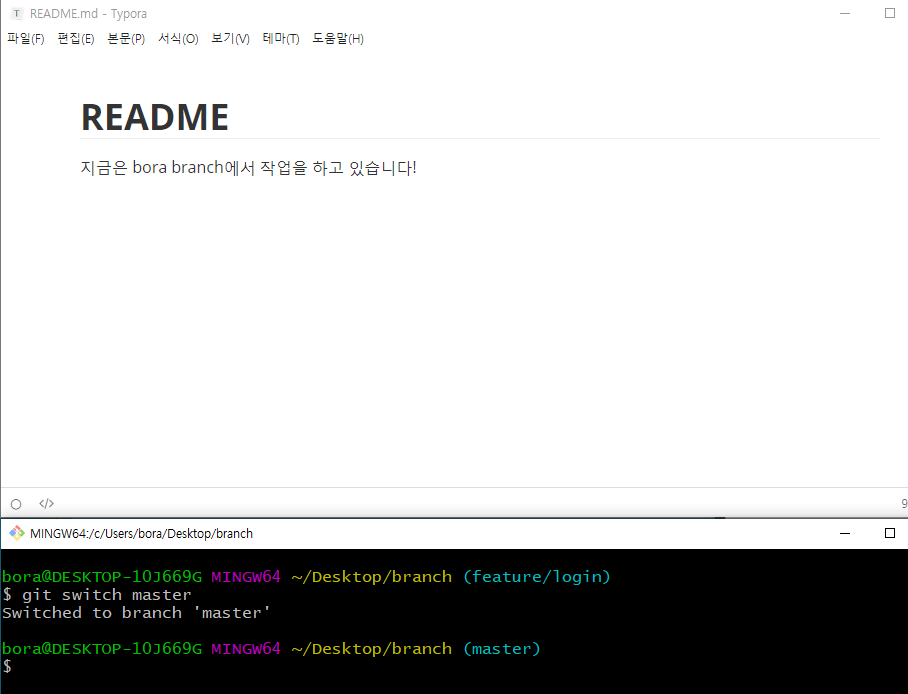 T README.md - Typora
파일(F) 편집(E) 본문(P) 서식(O) 보기(V) 테마(T) 도움말(H)
README
지금은 bora branch에서 작업을 하고 있습니다!
</> 9
MINGW64:/c/Users/bora/Desktop/branch
bora@DESKTOP-1OJ669G MINGW64 ~/Desktop/branch (feature/login)
$ git switch master
Switched to branch 'master'
bora@DESKTOP-1OJ669G MINGW64 ~/Desktop/branch (master)
$